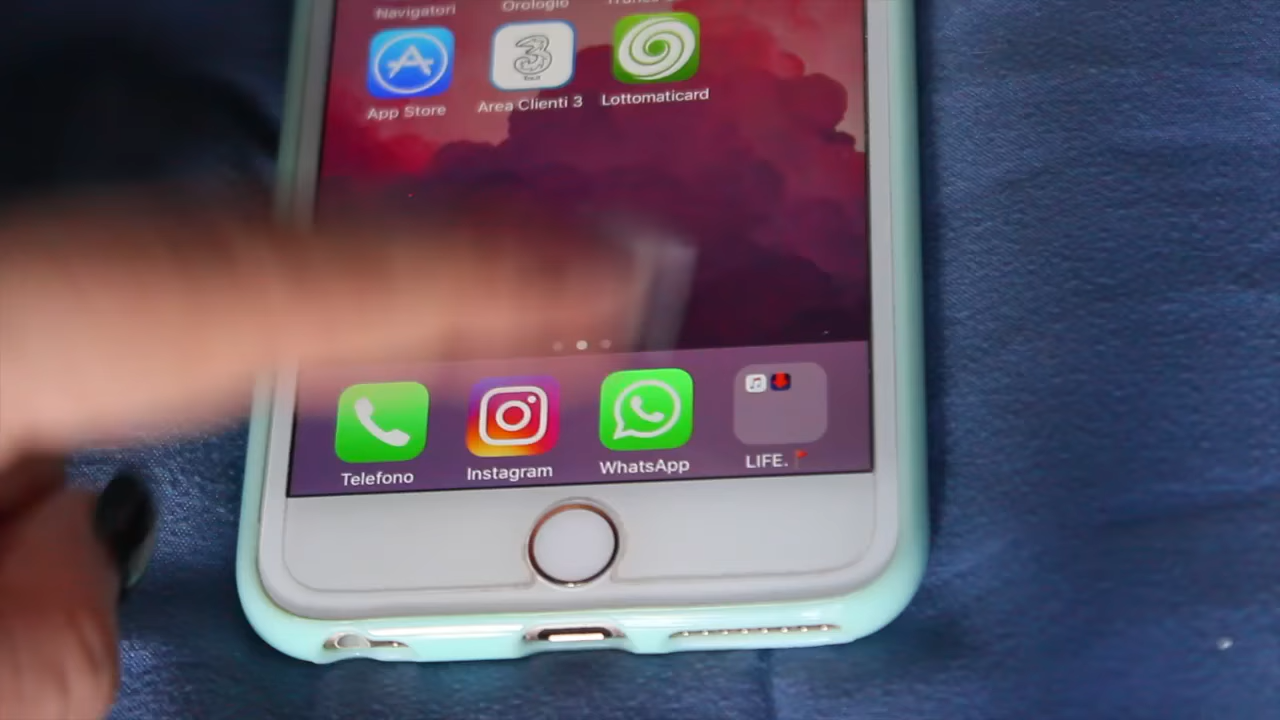 Navigatori Orologio
App Store Area Clienti 3 Lottomaticard
Telefono Instagram WhatsApp LIFE.